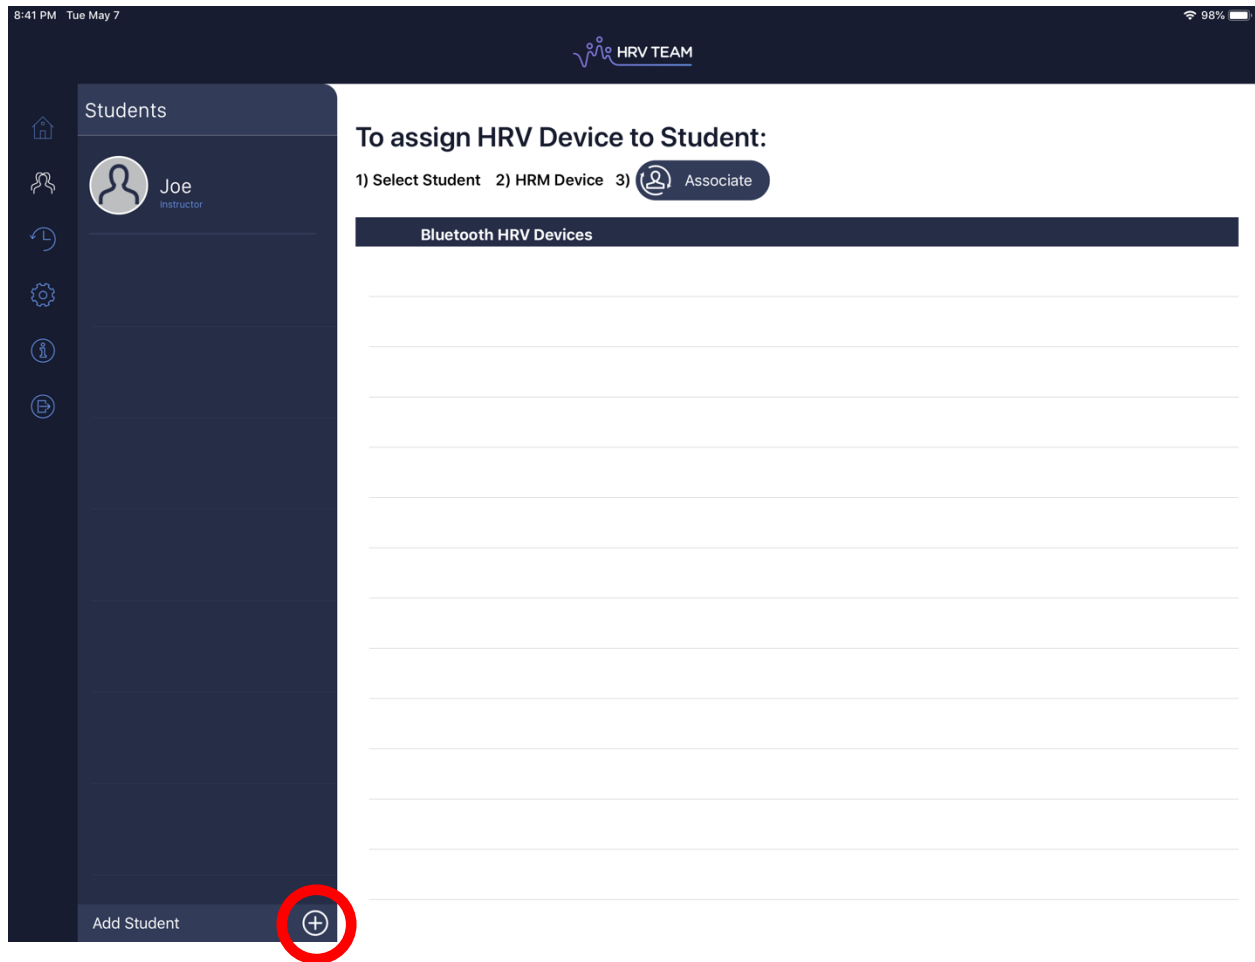 8:41 PM Tue May 7
98%
HRV TEAM
Students
Joe
Instructor
To assign HRV Device to Student:
1) Select Student 2) HRM Device 3) Associate
Bluetooth HRV Devices
Add Student